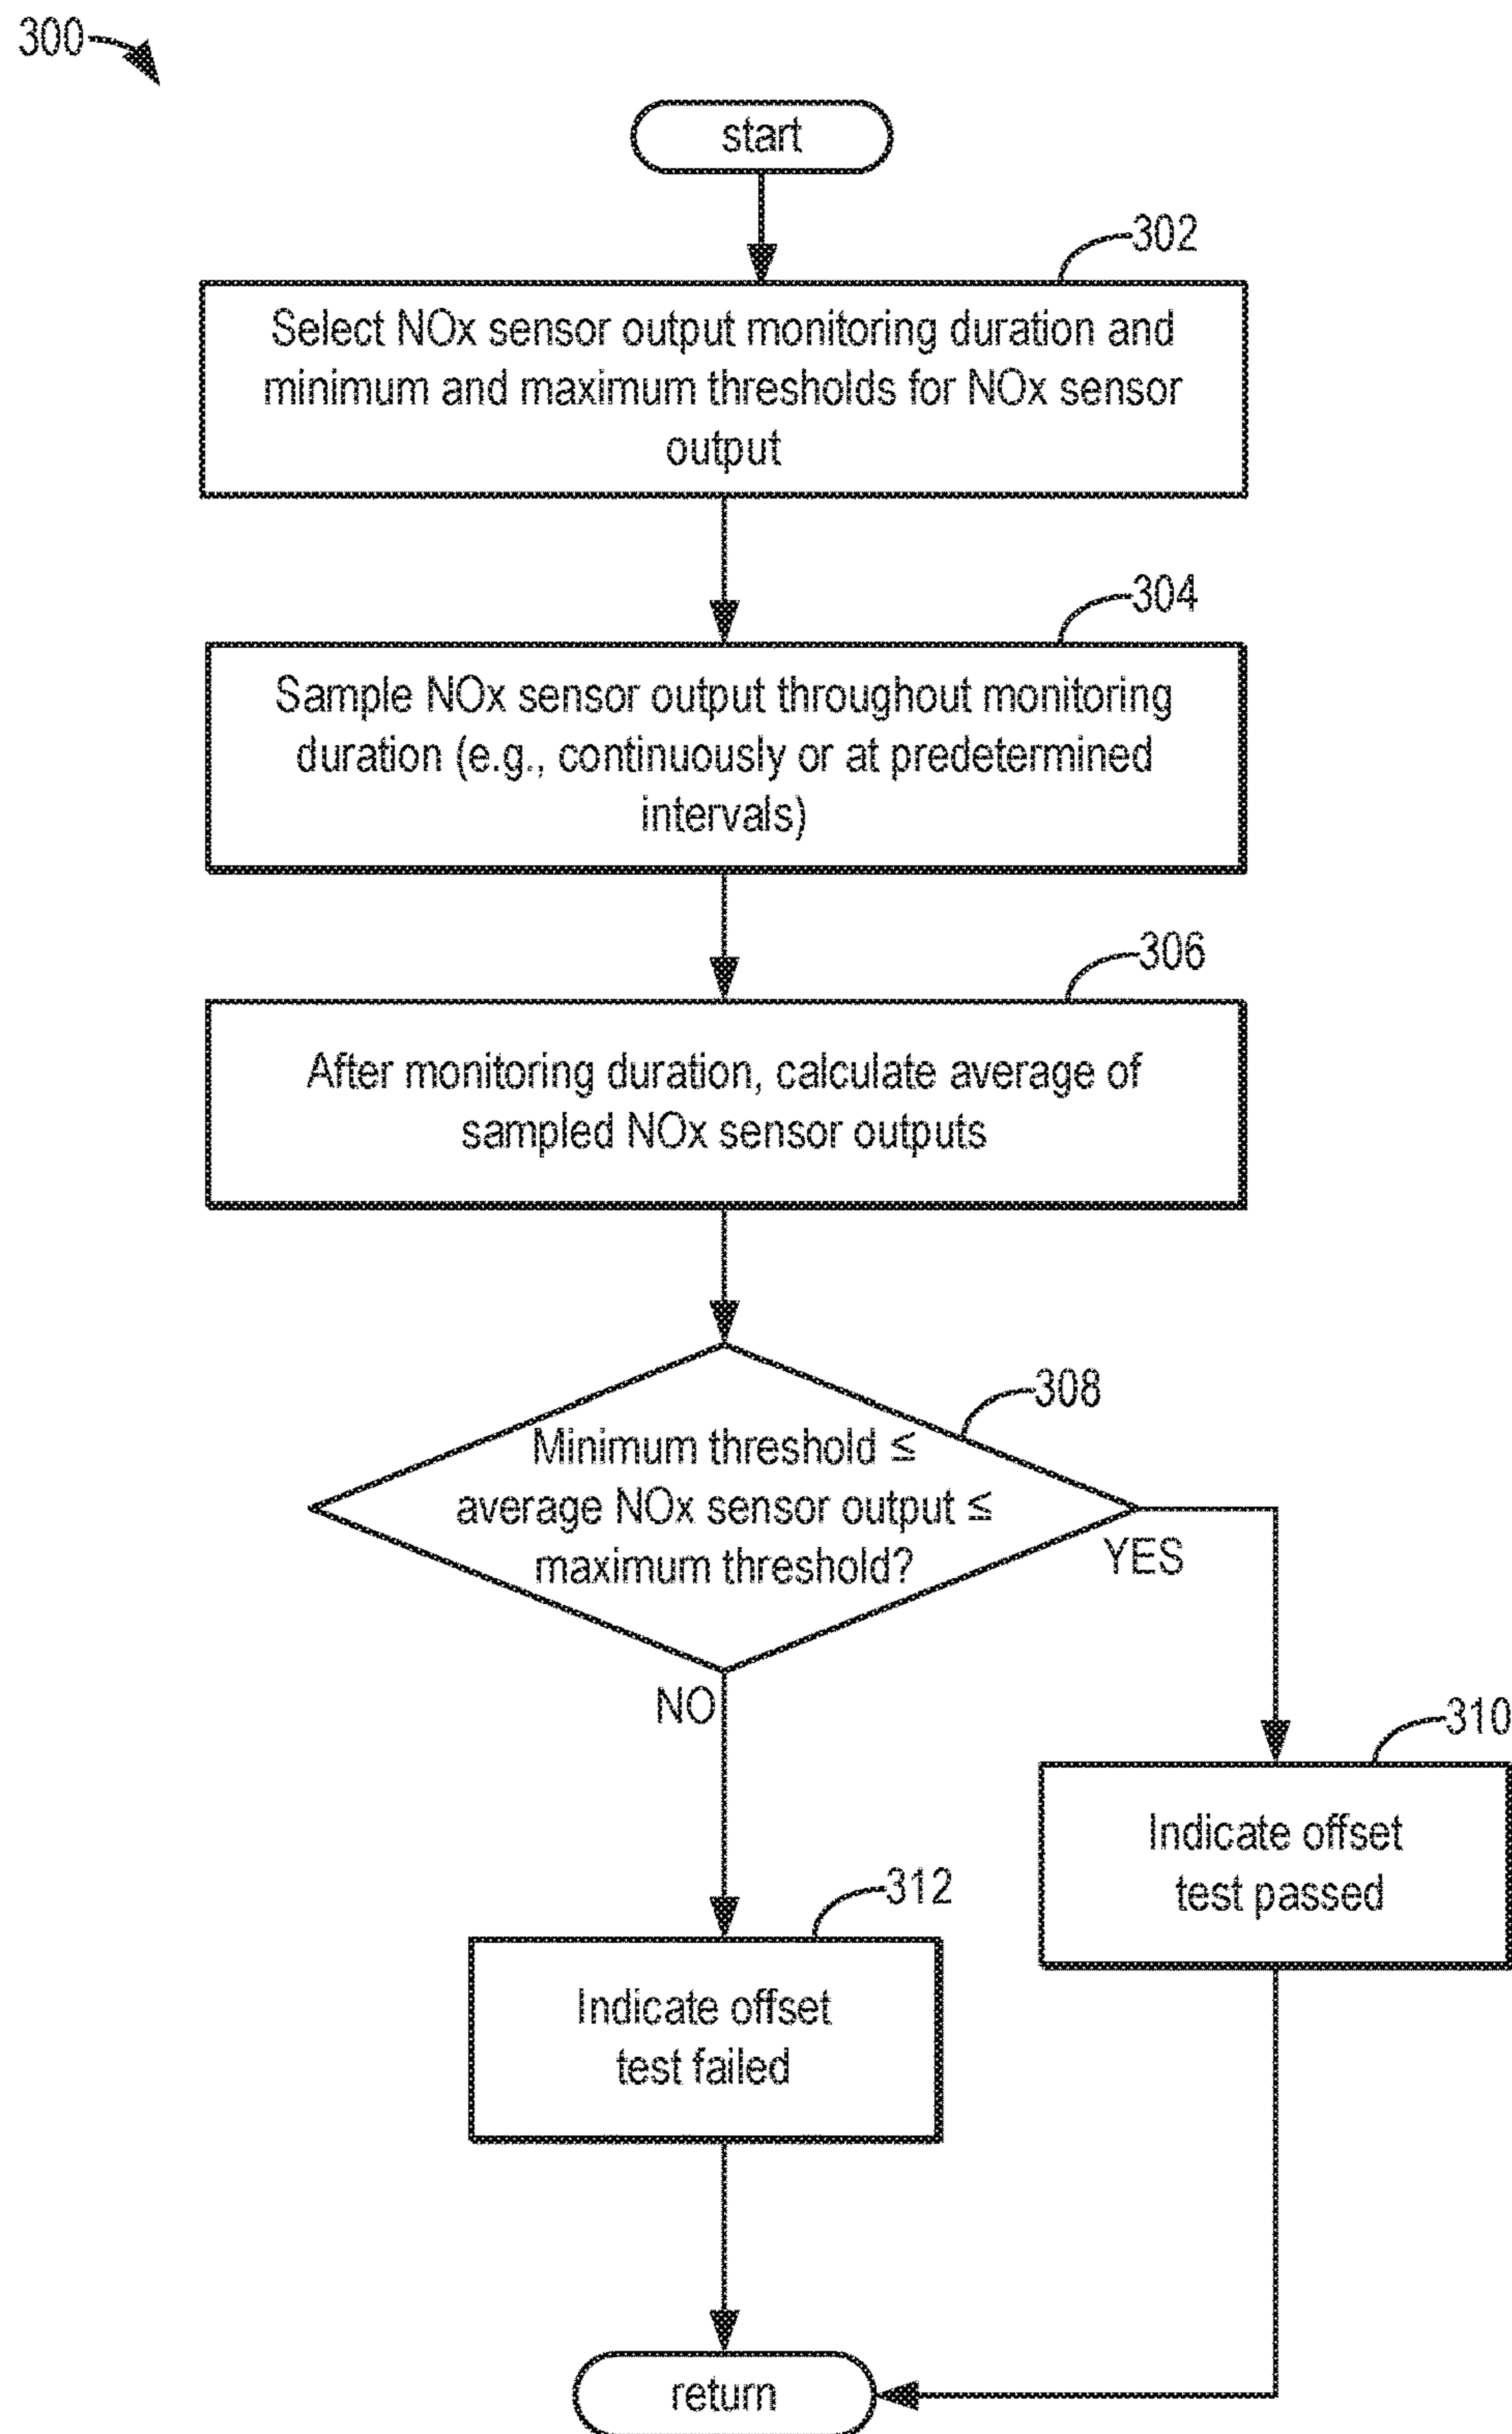 300
start
302
Select NOx sensor output monitoring duration and
minimum and maximum thresholds for NOx sensor
output
304
Sample NOx sensor output throughout monitoring
duration (e.g., continuously or at predetermined
intervals)
306
After monitoring duration, calculate average of
sampled NOx sensor outputs
308
Minimum threshold ≤
average NOx sensor output ≤
maximum threshold?
YES
NO
310
Indicate offset
test passed
312
Indicate offset
test failed
return